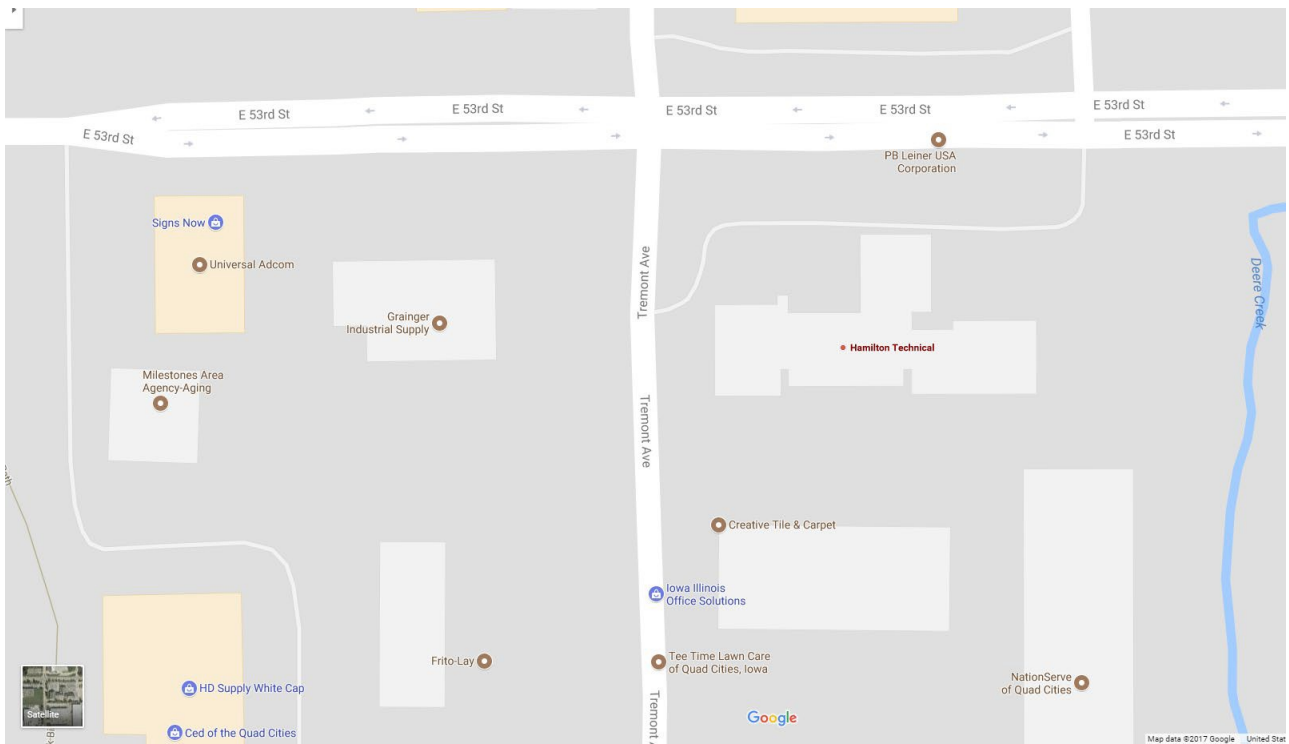 E 53rd St
E 53rd St
E 53rd St
E 53rd St
E 53rd St
E 53rd St
E 53rd St
PB Leiner USA
Corporation
Signs Now
Universal Adcom
Tremont Ave
Deere Creek
Grainger
Industrial Supply
Hamilton Technical
Milestones Area
Agency-Aging
Tremont Ave
Creative Tile & Carpet
Iowa Illinois
Office Solutions
Frito-Lay
Tee Time Lawn Care
of Quad Cities, Iowa
NationServe
of Quad Cities
HD Supply White Cap
Satellite
Tremont
Google
Ced of the Quad Cities
Map data ©2017 Google United Stat